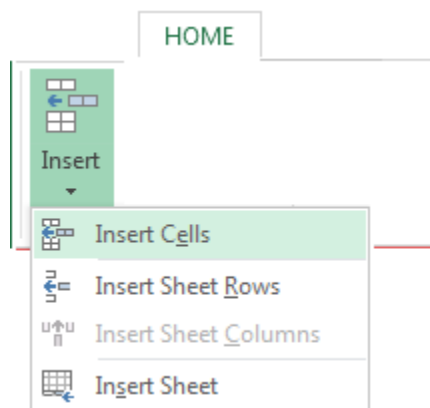 HOME
Insert
Insert Cells
Insert Sheet Rows
Insert Sheet Columns
Insert Sheet